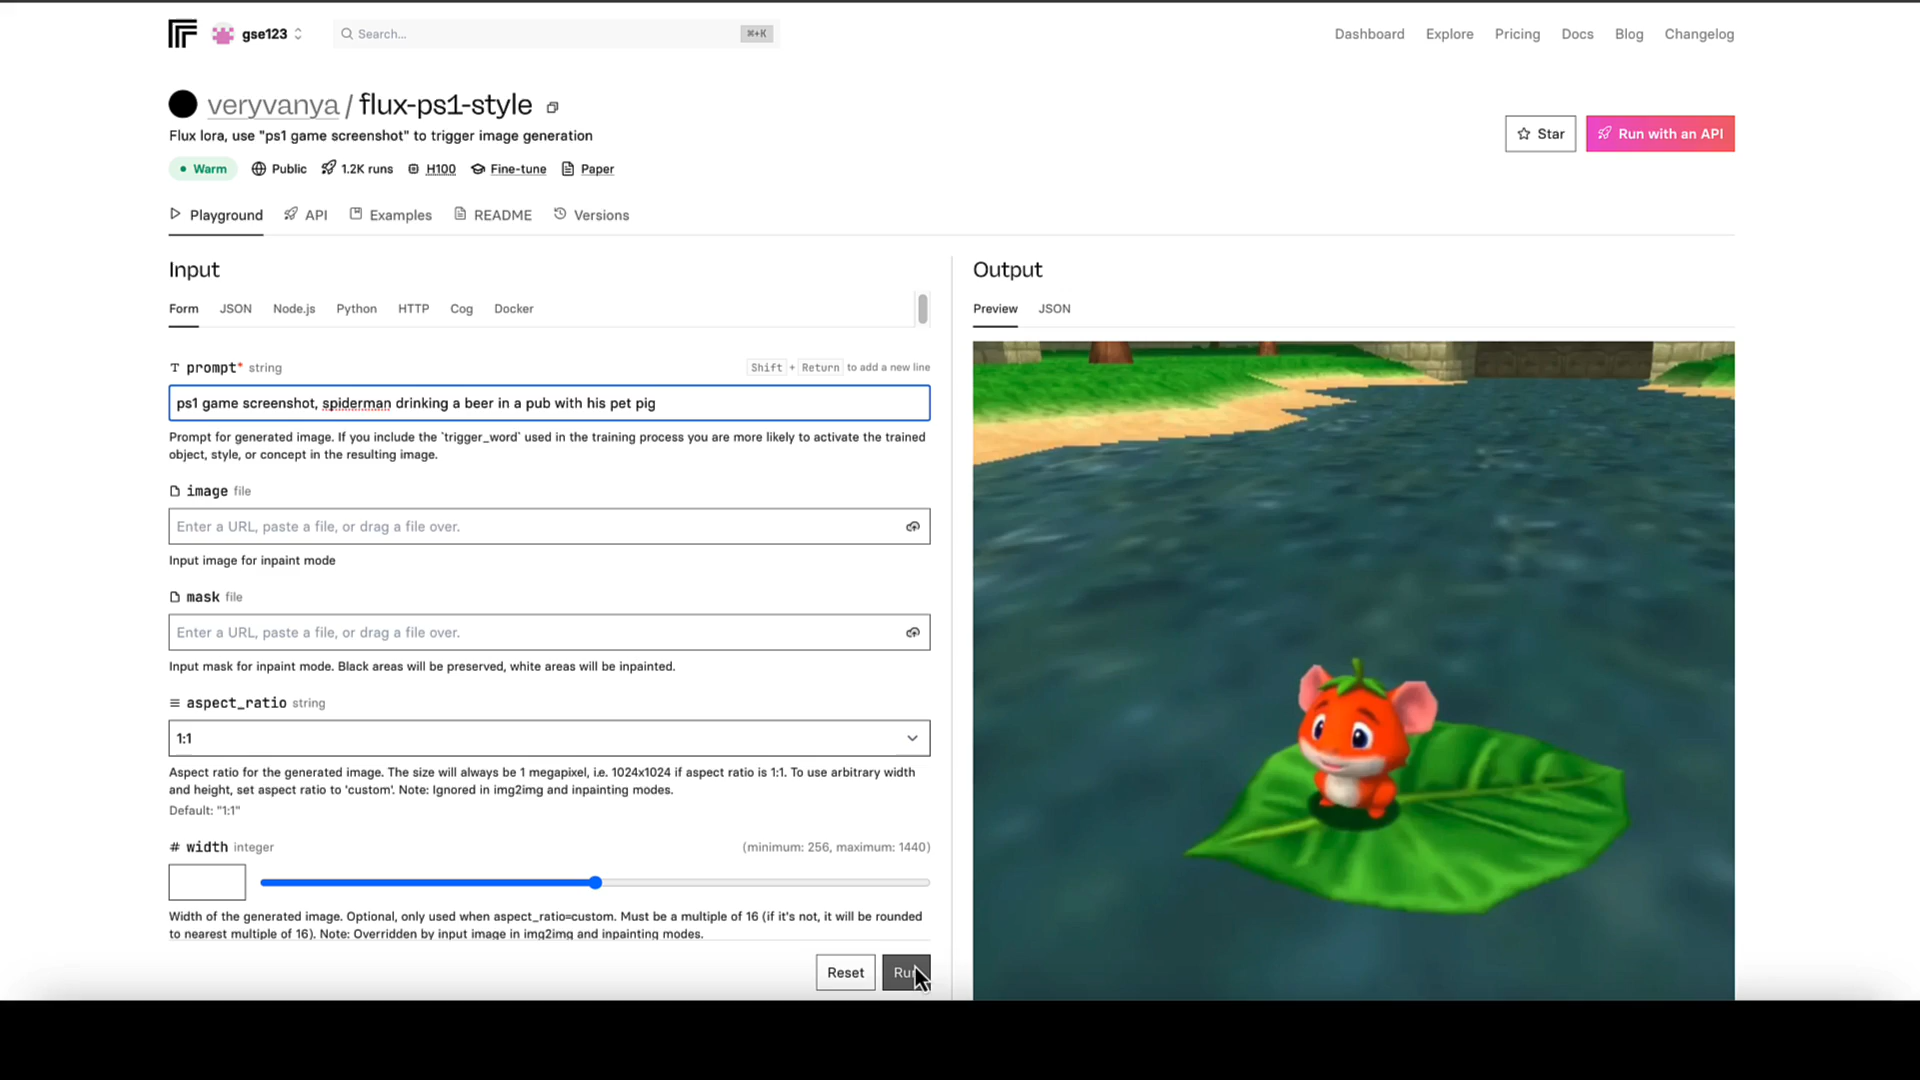 gse123
Search...
⌘+K
Dashboard
Explore
Pricing
Docs
Blog
Changelog
veryvanya / flux-ps1-style
Flux lora, use "ps1 game screenshot" to trigger image generation
Warm
Public
1.2K runs
H100
Fine-tune
Paper
Star
Run with an API
Playground
API
Examples
README
Versions
Input
Form
JSON
Node.js
Python
HTTP
Cog
Docker
prompt* string
Shift + Return to add a new line
ps1 game screenshot, spiderman drinking a beer in a pub with his pet pig
Prompt for generated image. If you include the `trigger_word` used in the training process you are more likely to activate the trained
object, style, or concept in the resulting image.
image file
Enter a URL, paste a file, or drag a file over.
Input image for inpaint mode
mask file
Enter a URL, paste a file, or drag a file over.
Input mask for inpaint mode. Black areas will be preserved, white areas will be inpainted.
aspect_ratio string
1:1
Aspect ratio for the generated image. The size will always be 1 megapixel, i.e. 1024x1024 if aspect ratio is 1:1. To use arbitrary width
and height, set aspect ratio to 'custom'. Note: Ignored in img2img and inpainting modes.
Default: "1:1"
# width integer
(minimum: 256, maximum: 1440)
Width of the generated image. Optional, only used when aspect_ratio=custom. Must be a multiple of 16 (if it's not, it will be rounded
to nearest multiple of 16). Note: Overridden by input image in img2img and inpainting modes.
Reset
Run
Output
Preview
JSON